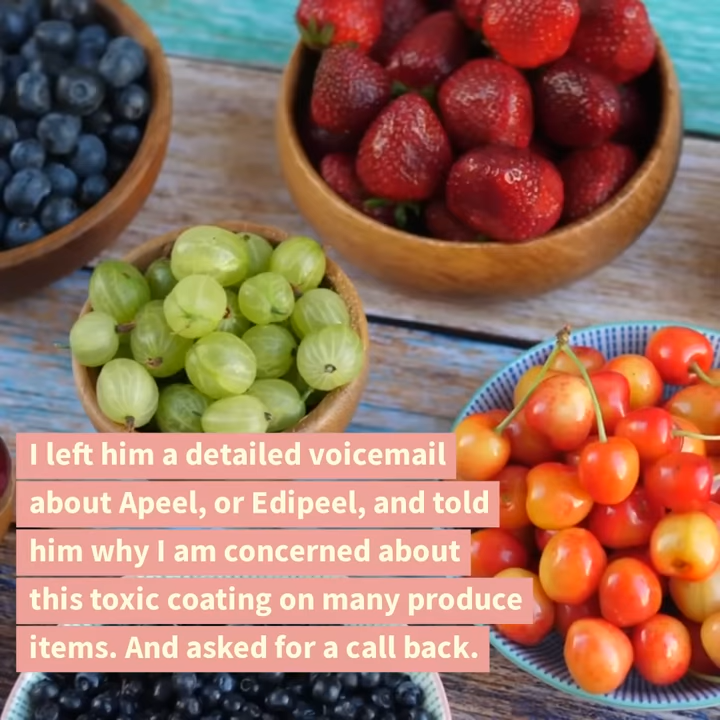 I left him a detailed voicemail
about Apeel, or Edipeel, and told
him why I am concerned about
this toxic coating on many produce
items. And asked for a call back.